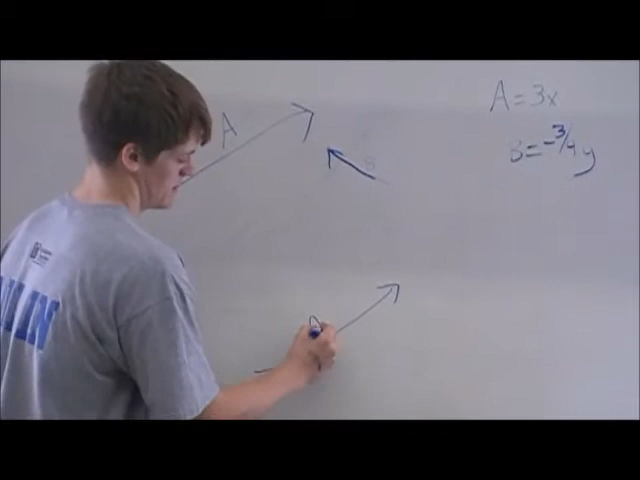 A
A = 3x
B
B = -3/4 y